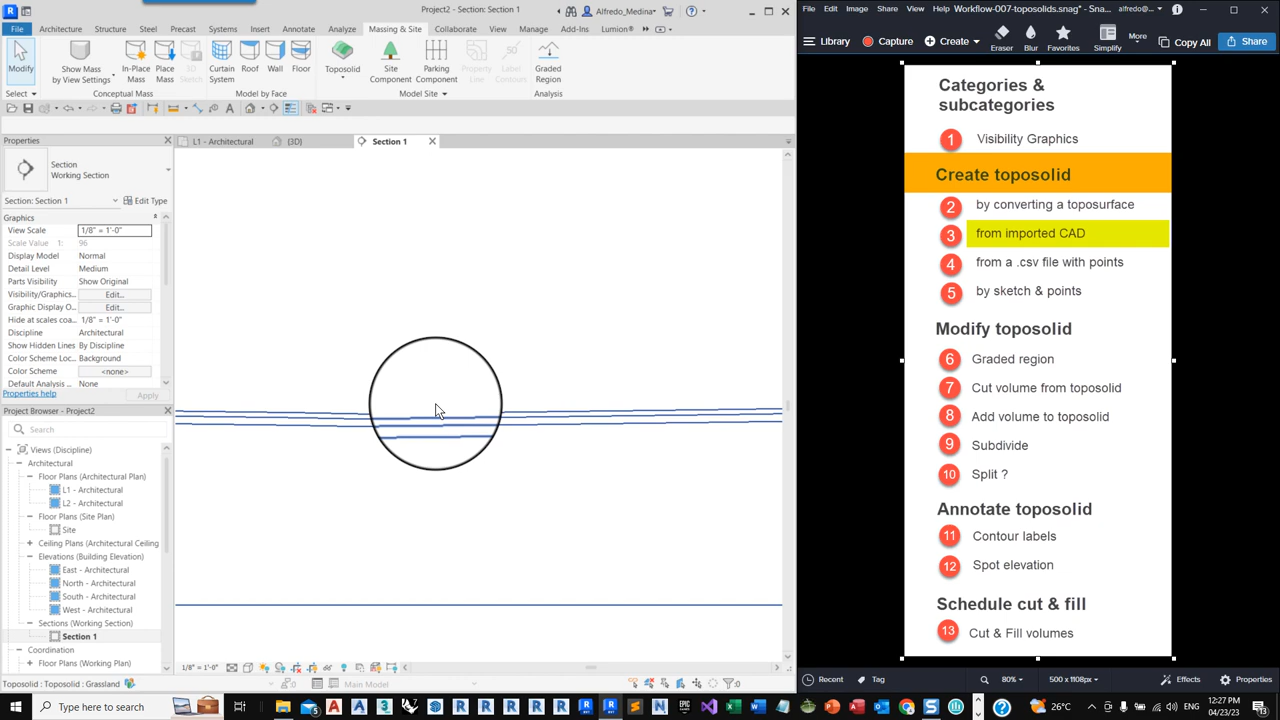 Project2 - Section 1
Alfredo_Medina...
File Architecture Structure Steel Precast Systems Insert Annotate Analyze Massing & Site Collaborate View Manage Add-Ins Lumion®
Modify
Show Mass
by View Settings
In-Place
Mass
Place
Mass
3D
Sketch
Curtain
System
Roof
Wall
Floor
Toposolid
Site
Component
Parking
Component
Property
Line
Label
Contour
Graded
Region
Select
Conceptual Mass
Model by Face
Model Site
Analysis
Properties
L1 - Architectural
{3D}
Section 1
Section
Working Section
Section: Section 1
Edit Type
Graphics
View Scale 1/8" = 1'-0"
Scale Value 1: 96
Display Model Normal
Detail Level Medium
Parts Visibility Show Original
Visibility/Graphics... Edit...
Graphic Display O... Edit...
Hide at scales coa... 1/8" = 1'-0"
Discipline Architectural
Show Hidden Lines By Discipline
Color Scheme Loc... Background
Color Scheme <none>
Default Analysis ... None
Properties help
Apply
Project Browser - Project2
Search
Views (Discipline)
Architectural
Floor Plans (Architectural Plan)
L1 - Architectural
L2 - Architectural
Floor Plans (Site Plan)
Site
Ceiling Plans (Architectural Ceiling
Elevations (Building Elevation)
East - Architectural
North - Architectural
South - Architectural
West - Architectural
Sections (Working Section)
Section 1
Coordination
Floor Plans (Working Plan)
1/8" = 1'-0"
Toposolid : Toposolid : Grassland
:0
Main Model
:0
Type here to search
File Edit Image View Workflow-007-toposolids.snag* - Sna...
alfredo@...
Library
Capture
Create
Eraser
Blur
Favorites
Simplify
More
Copy All
Share
Categories &
subcategories
1 Visibility Graphics
Create toposolid
2 by converting a toposurface
3 from imported CAD
4 from a .csv file with points
5 by sketch & points
Modify toposolid
6 Graded region
7 Cut volume from toposolid
8 Add volume to toposolid
9 Subdivide
10 Split ?
Annotate toposolid
11 Contour labels
12 Spot elevation
Schedule cut & fill
13 Cut & Fill volumes
Recent
Tag
80%
500 x 1108px
Effects
Properties
26°C
12:27 PM
04/23/23